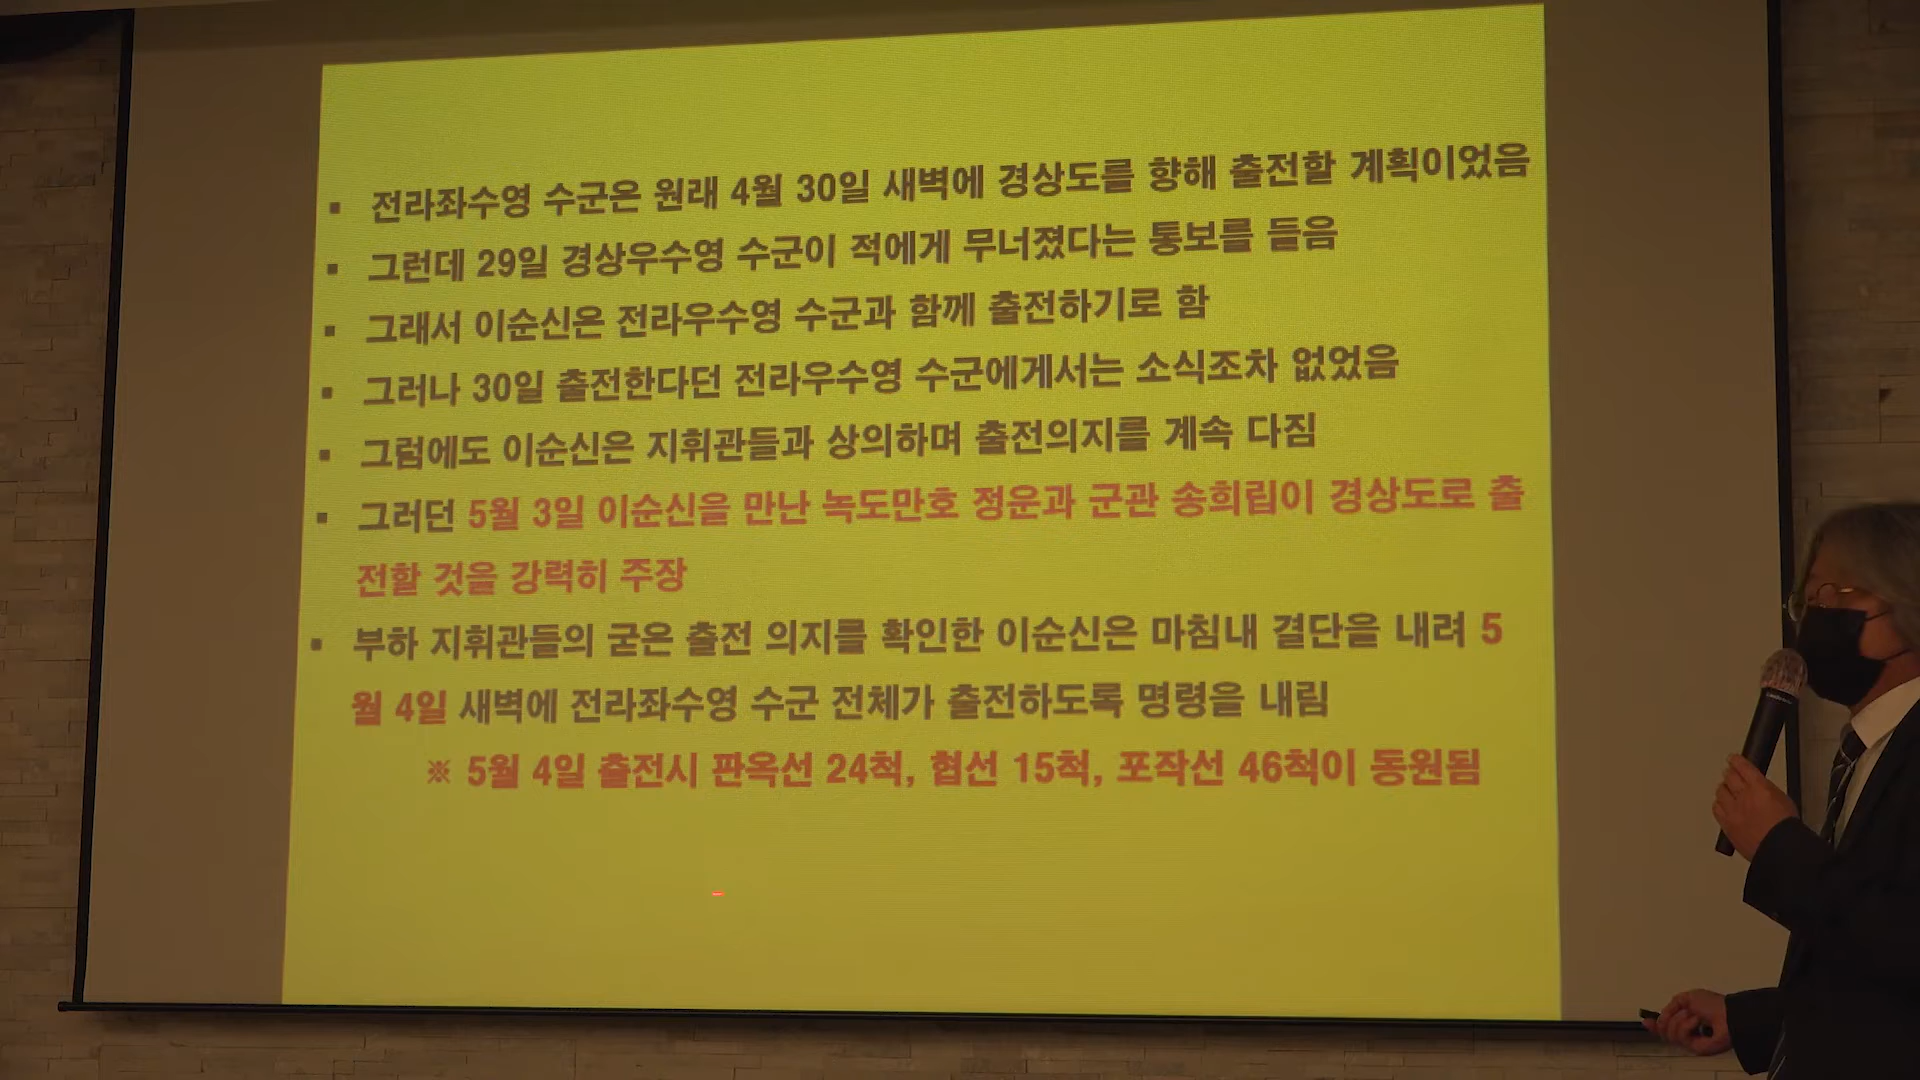 ▪ 전라좌수영 수군은 원래 4월 30일 새벽에 경상도를 향해 출전할 계획이었음
▪ 그런데 29일 경상우수영 수군이 적에게 무너졌다는 통보를 들음
▪ 그래서 이순신은 전라우수영 수군과 함께 출전하기로 함
▪ 그러나 30일 출전한다던 전라우수영 수군에게서는 소식조차 없었음
▪ 그럼에도 이순신은 지휘관들과 상의하며 출전의지를 계속 다짐
▪ 그러던 5월 3일 이순신을 만난 녹도만호 정운과 군관 송희립이 경상도로 출
전할 것을 강력히 주장
▪ 부하 지휘관들의 굳은 출전 의지를 확인한 이순신은 마침내 결단을 내려 5
월 4일 새벽에 전라좌수영 수군 전체가 출전하도록 명령을 내림
※ 5월 4일 출전시 판옥선 24척, 협선 15척, 포작선 46척이 동원됨